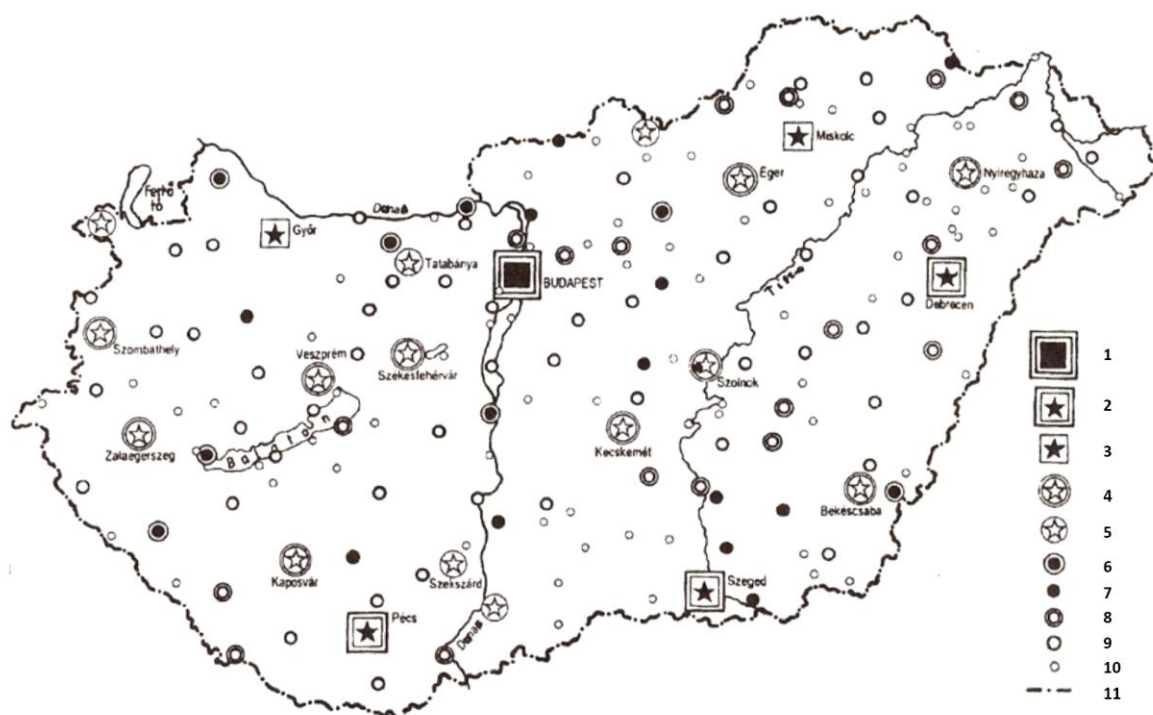 Miskolc
Eger
Nyíregyháza
Fertő
tó
Duna
Győr
Tatabánya
BUDAPEST
Debrecen
Tisza
Szombathely
Veszprém
Székesfehérvár
Szolnok
Balaton
Zalaegerszeg
Kecskemét
Békéscsaba
Kaposvár
Szekszárd
Szeged
Pécs
Duna
1
2
3
4
5
6
7
8
9
10
11